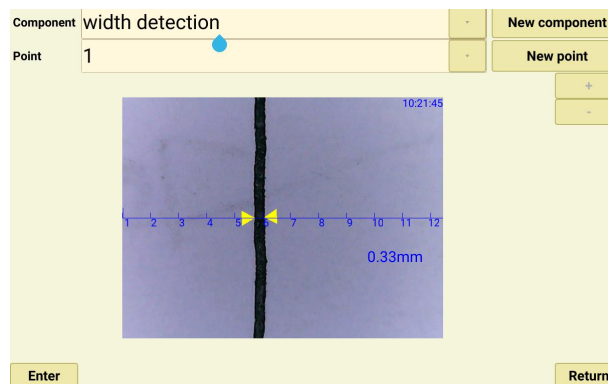 Component width detection - New component
Point 1 - New point
+
-
10:21:45
1 2 3 4 5 6 7 8 9 10 11 12
0.33mm
Enter Return